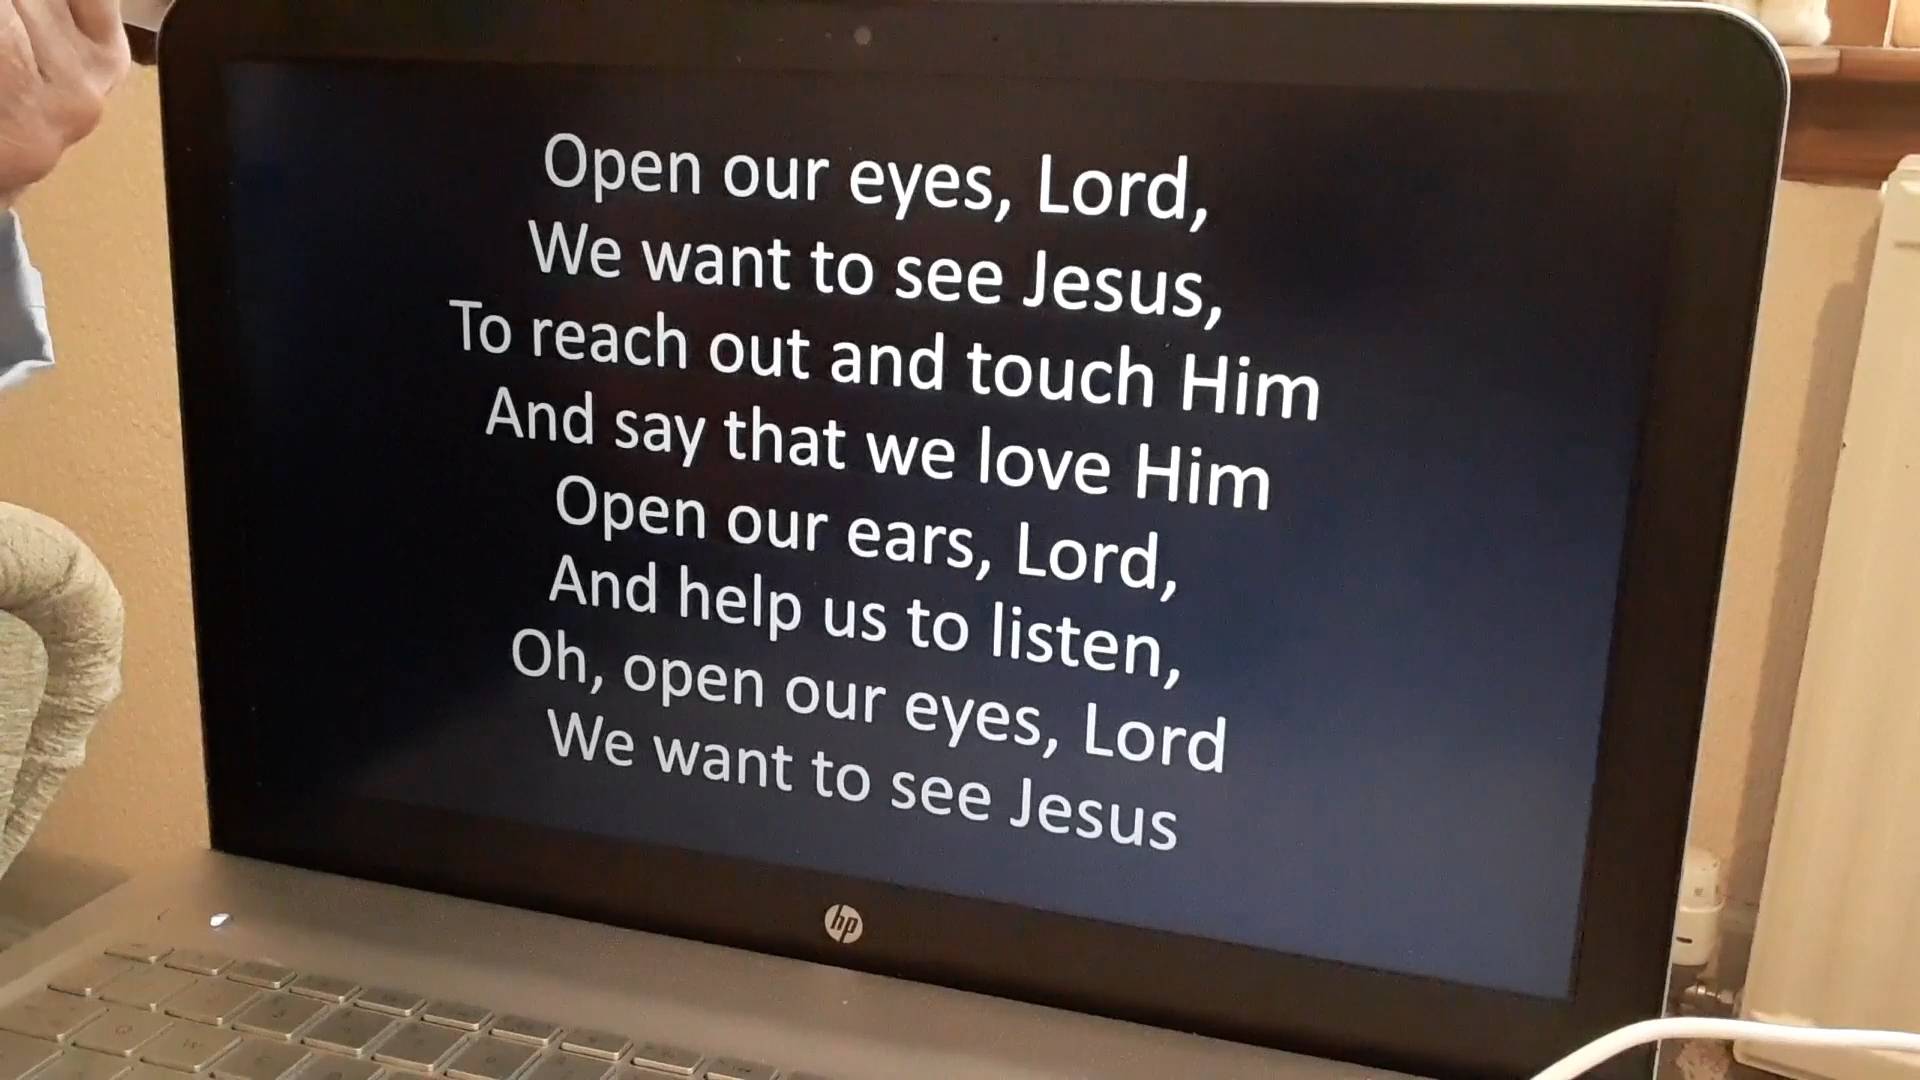 Open our eyes, Lord,
We want to see Jesus,
To reach out and touch Him
And say that we love Him
Open our ears, Lord,
And help us to listen,
Oh, open our eyes, Lord
We want to see Jesus
hp